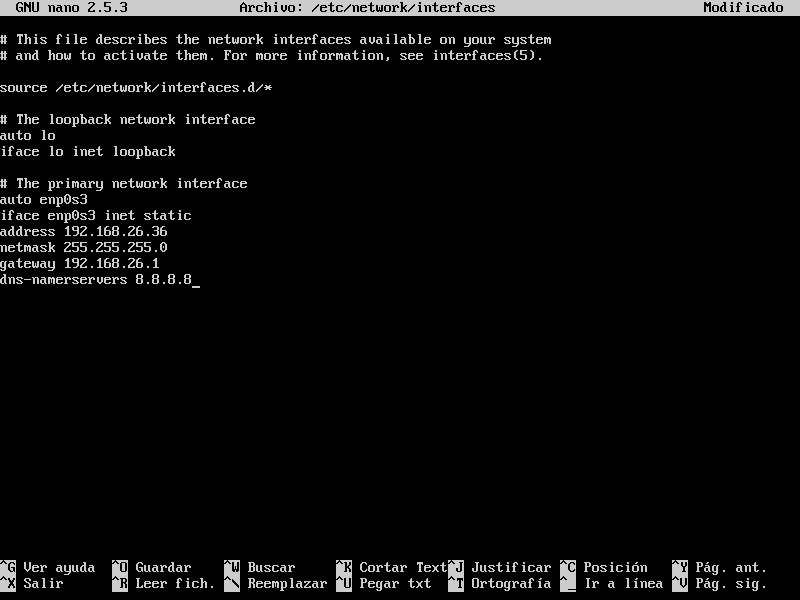 GNU nano 2.5.3 Archivo: /etc/network/interfaces Modificado
# This file describes the network interfaces available on your system
# and how to activate them. For more information, see interfaces(5).
source /etc/network/interfaces.d/*
# The loopback network interface
auto lo
iface lo inet loopback
# The primary network interface
auto enp0s3
iface enp0s3 inet static
address 192.168.26.36
netmask 255.255.255.0
gateway 192.168.26.1
dns-namerservers 8.8.8.8_
^G Ver ayuda ^O Guardar ^W Buscar ^K Cortar Text ^J Justificar ^C Posición ^Y Pág. ant.
^X Salir ^R Leer fich. ^\ Reemplazar ^U Pegar txt ^T Ortografía ^_ Ir a línea ^V Pág. sig.